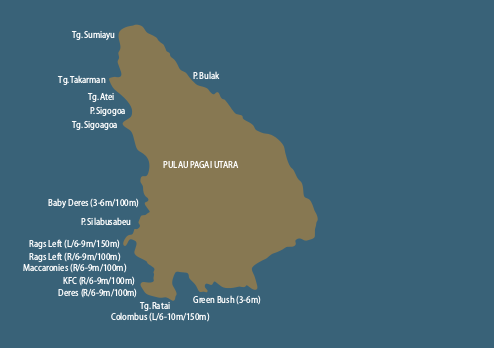 Tg. Sumiayu
Tg. Takarman
P. Bulak
Tg. Atei
P. Sigogoa
Tg. Sigoagoa
PULAU PAGAI UTARA
Baby Deres (3-6m/100m)
P. Silabusabeu
Rags Left (L/6-9m/150m)
Rags Left (R/6-9m/100m)
Maccaronies (R/6-9m/100m)
KFC (R/6-9m/100m)
Deres (R/6-9m/100m)
Green Bush (3-6m)
Tg. Ratai
Colombus (L/6-10m/150m)